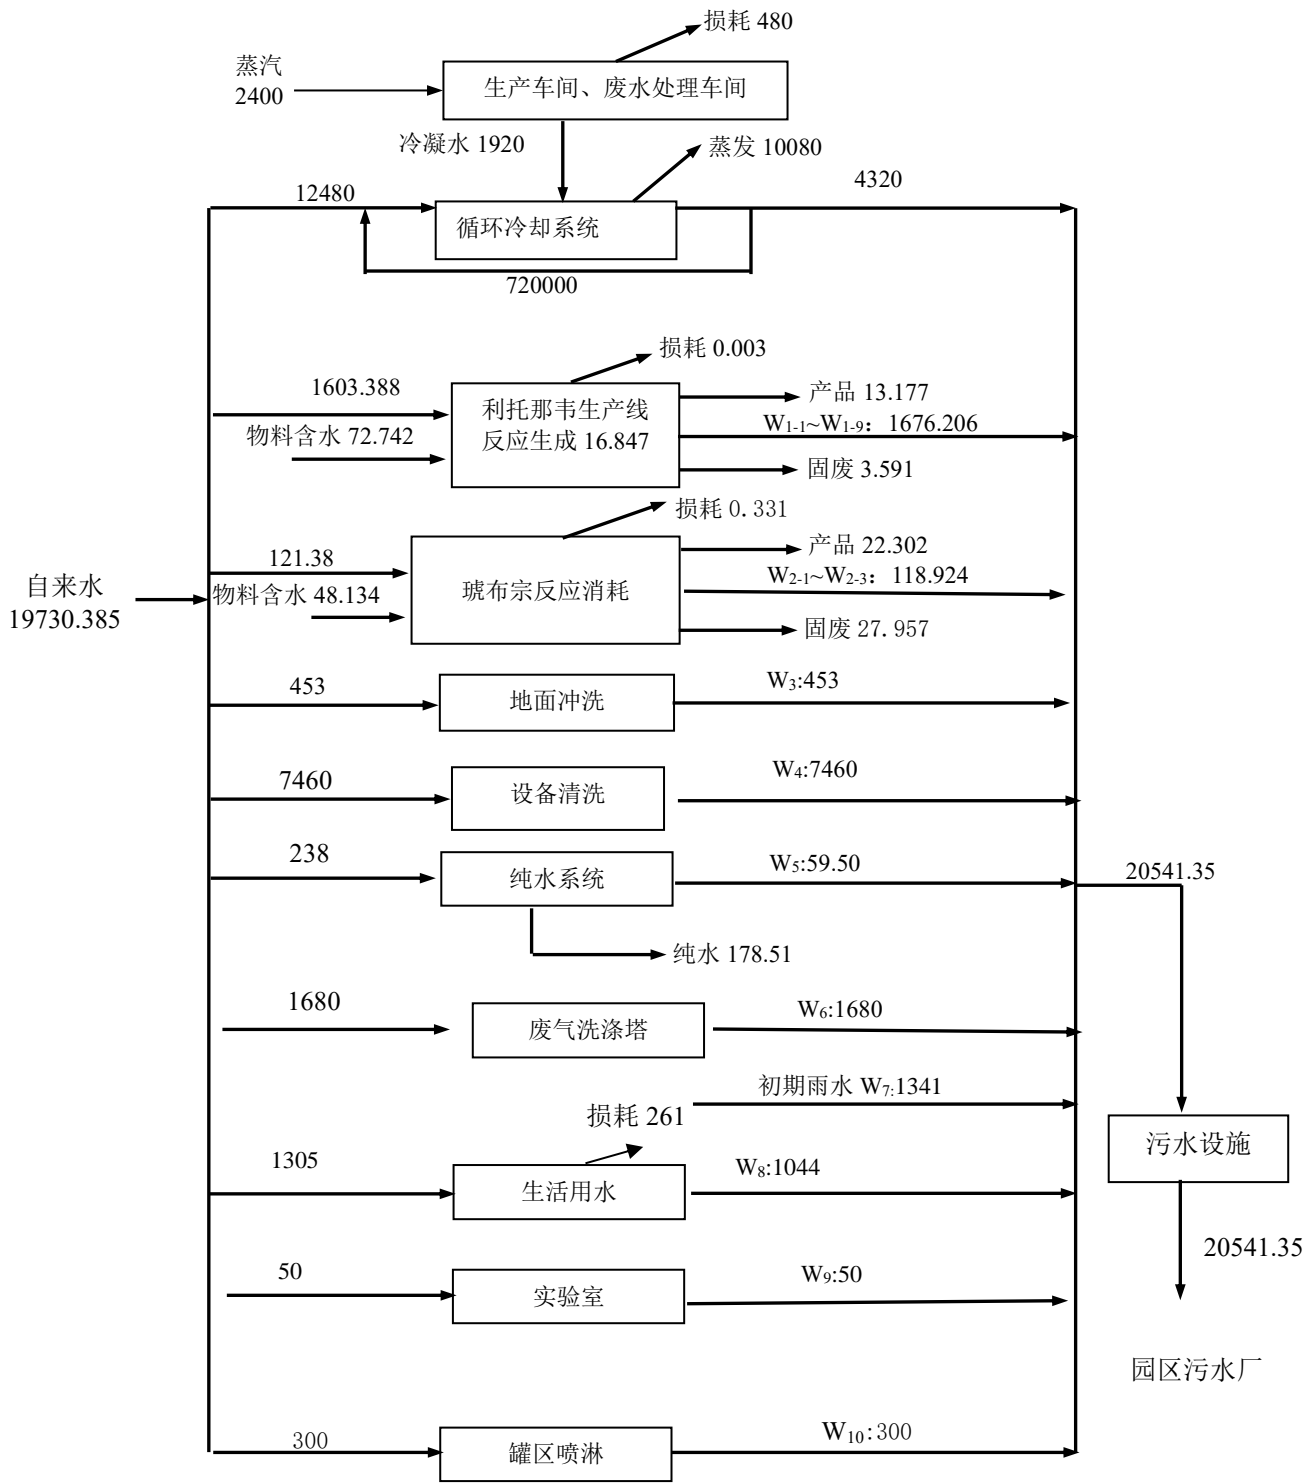 损耗 480
蒸汽
2400
生产车间、废水处理车间
冷凝水 1920
蒸发 10080
12480
4320
循环冷却系统
720000
损耗 0.003
1603.388
利托那韦生产线
反应生成 16.847
产品 13.177
W1-1~W1-9：1676.206
物料含水 72.742
固废 3.591
损耗 0.331
121.38
产品 22.302
自来水
19730.385
物料含水 48.134
琥布宗反应消耗
W2-1~W2-3：118.924
固废 27.957
453
地面冲洗
W3:453
7460
设备清洗
W4:7460
238
纯水系统
W5:59.50
20541.35
纯水 178.51
1680
废气洗涤塔
W6:1680
初期雨水 W7:1341
损耗 261
污水设施
1305
生活用水
W8:1044
20541.35
50
实验室
W9:50
园区污水厂
300
罐区喷淋
W10:300